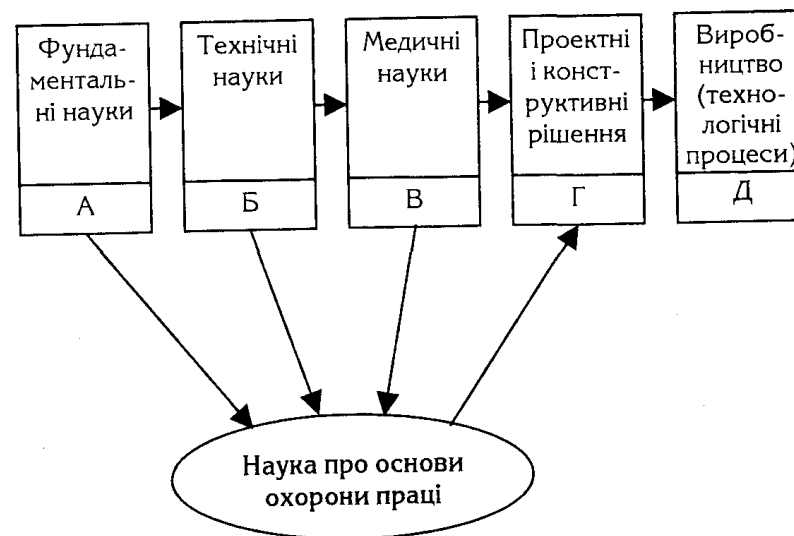 Фунда-
менталь-
ні науки
А
Технічні
науки
Б
Медичні
науки
В
Проектні
і конст-
руктивні
рішення
Г
Вироб-
ництво
(техно-
логічні
процеси)
Д
Наука про основи
охорони праці